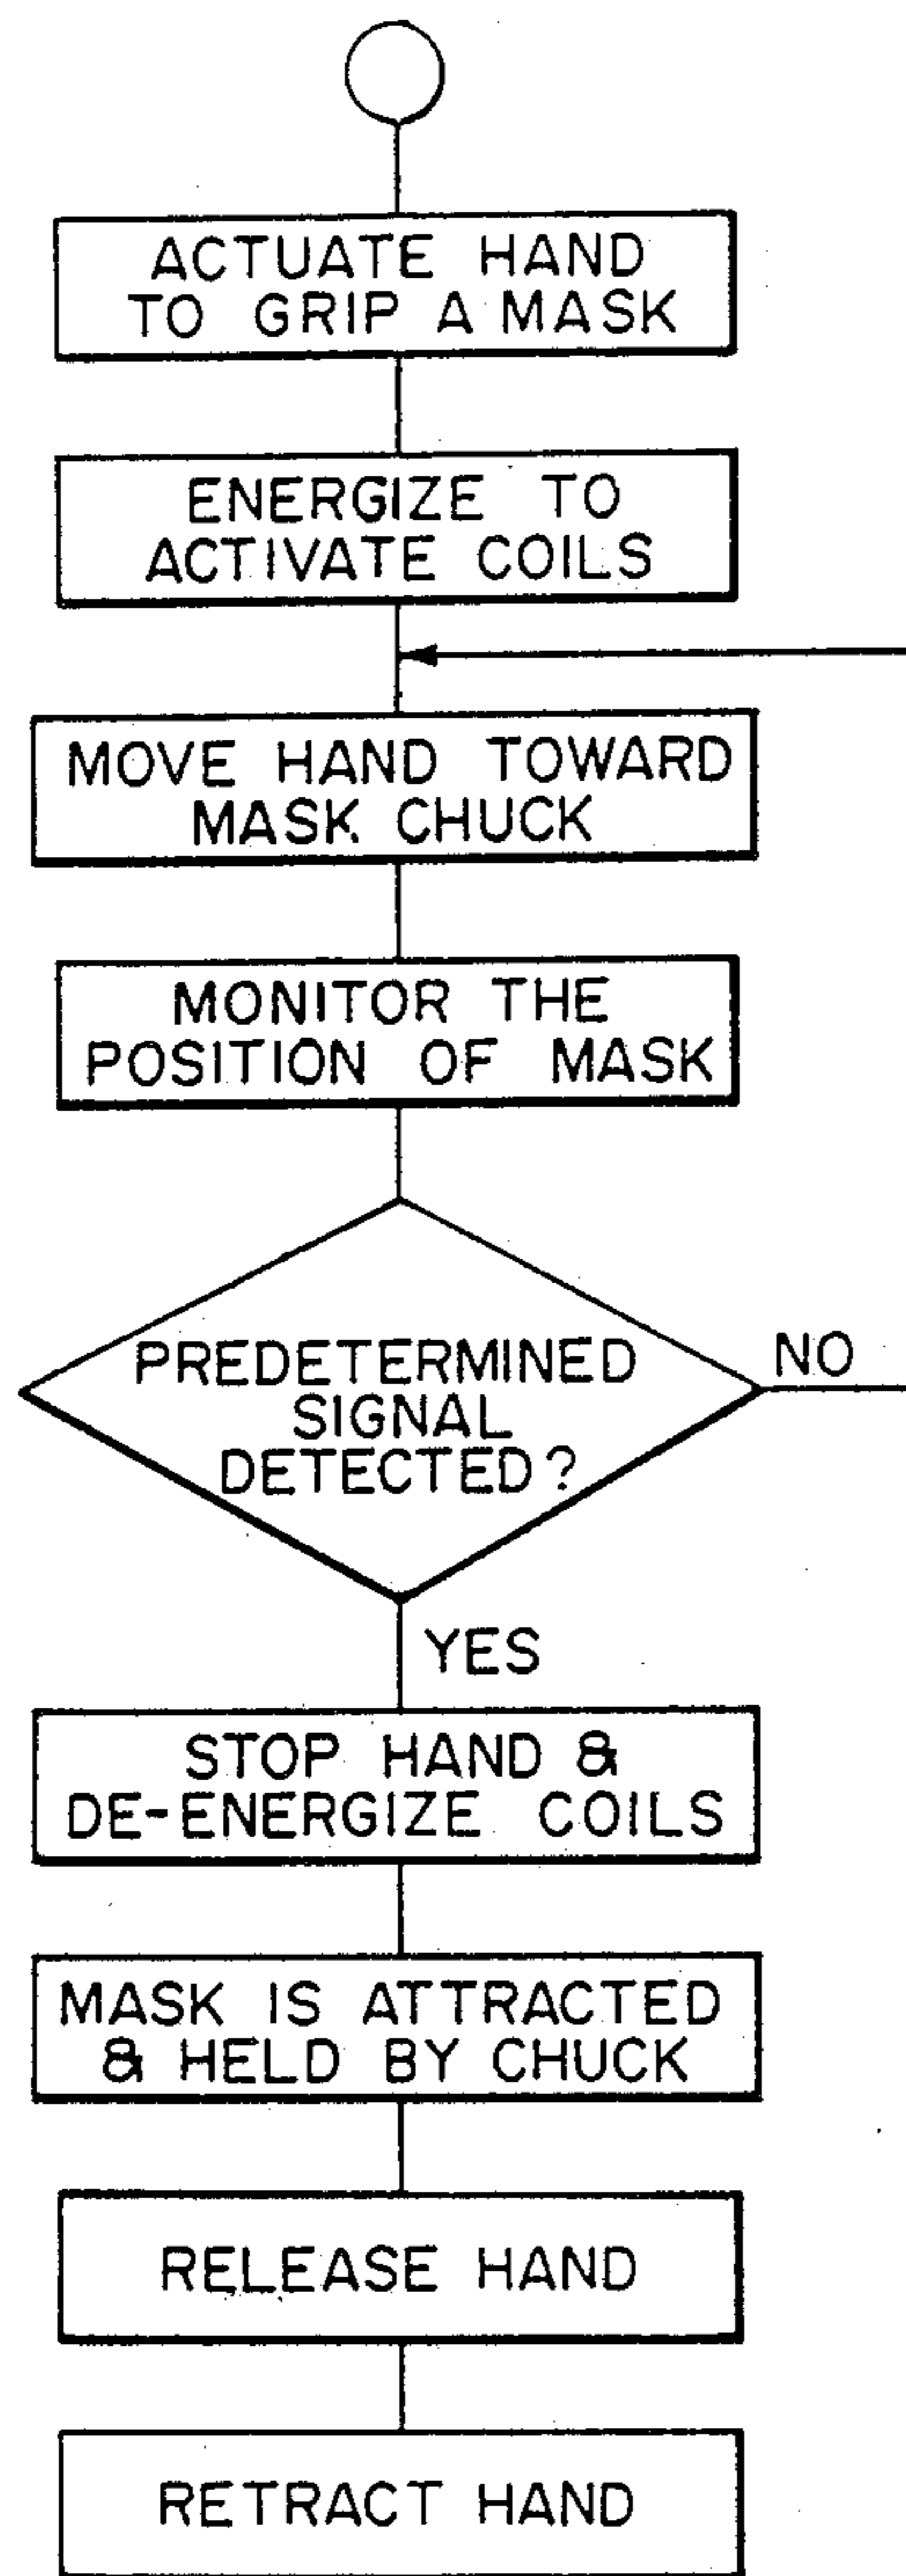 ACTUATE HAND
TO GRIP A MASK
ENERGIZE TO
ACTIVATE COILS
MOVE HAND TOWARD
MASK CHUCK
MONITOR THE
POSITION OF MASK
PREDETERMINED
SIGNAL
DETECTED?
NO
YES
STOP HAND &
DE-ENERGIZE COILS
MASK IS ATTRACTED
& HELD BY CHUCK
RELEASE HAND
RETRACT HAND